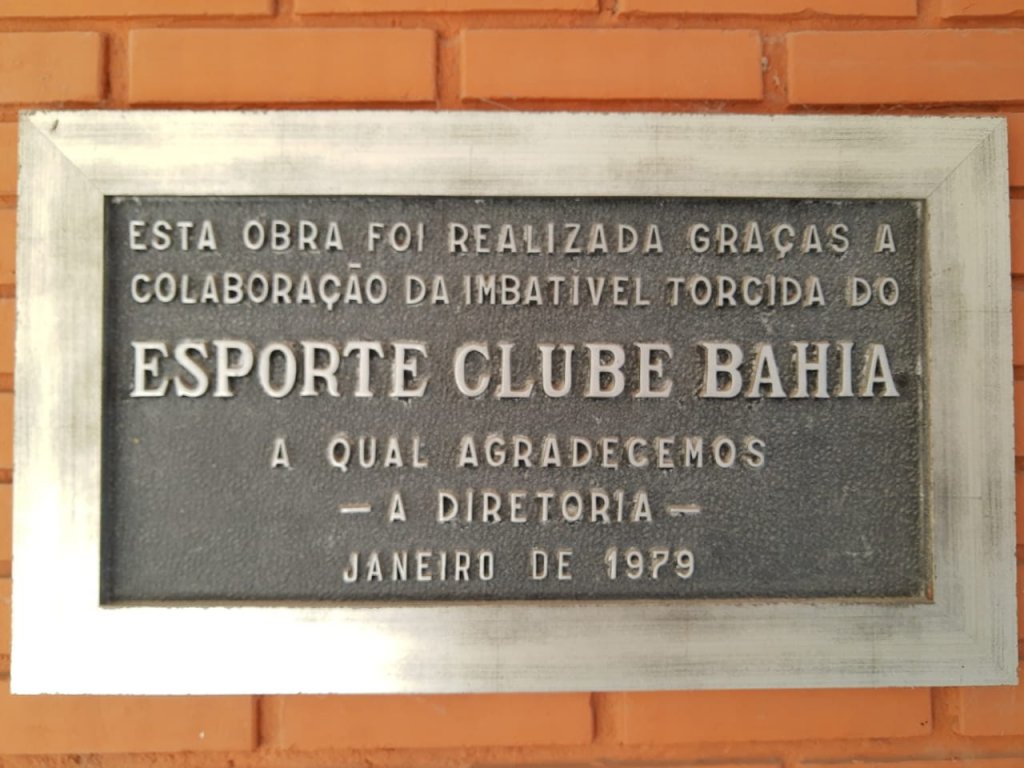 ESTA OBRA FOI REALIZADA GRAÇAS A
COLABORAÇÃO DA IMBATÍVEL TORCIDA DO
ESPORTE CLUBE BAHIA
A QUAL AGRADECEMOS
— A DIRETORIA —
JANEIRO DE 1979